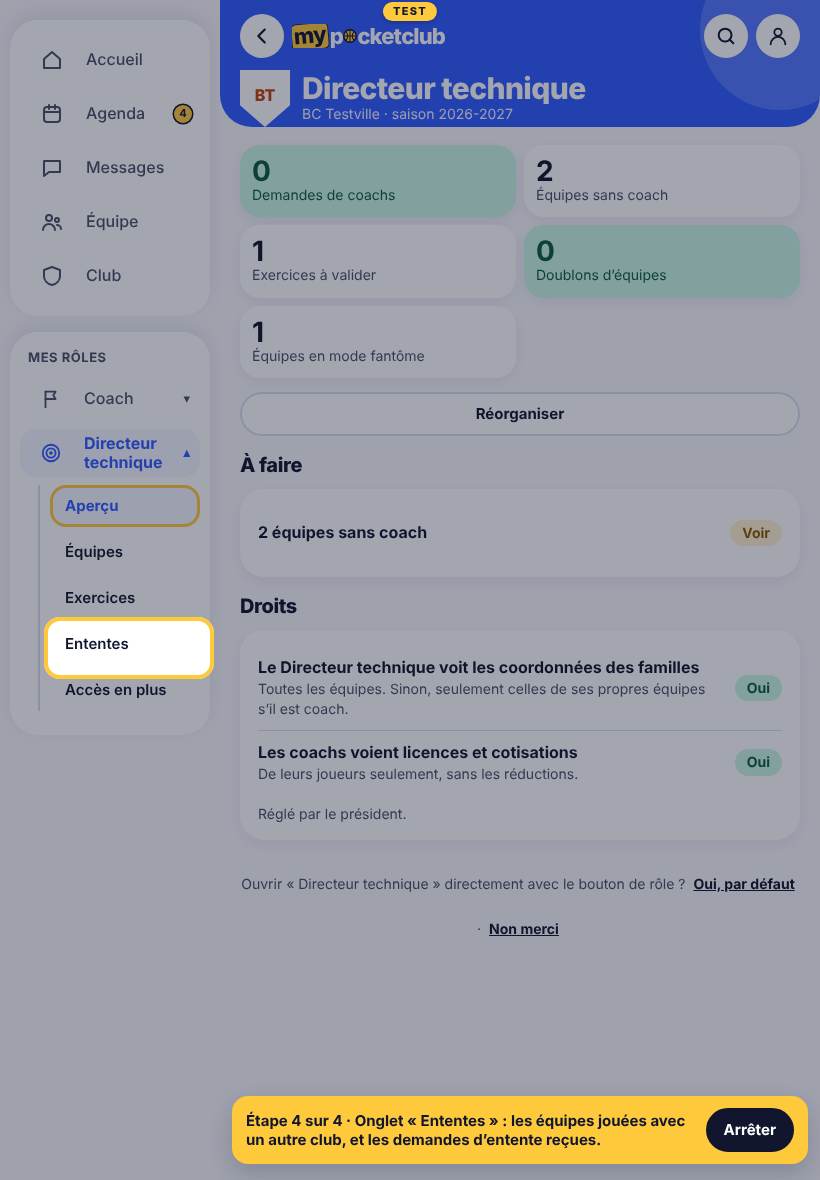 TEST
mypocketclub
Accueil
Agenda 4
Messages
Équipe
Club
MES RÔLES
Coach ▾
Directeur
technique ▴
Aperçu
Équipes
Exercices
Ententes
Accès en plus
BT
Directeur technique
BC Testville · saison 2026-2027
0
Demandes de coachs
2
Équipes sans coach
1
Exercices à valider
0
Doublons d’équipes
1
Équipes en mode fantôme
Réorganiser
À faire
2 équipes sans coach Voir
Droits
Le Directeur technique voit les coordonnées des familles
Toutes les équipes. Sinon, seulement celles de ses propres équipes
s’il est coach.
Oui
Les coachs voient licences et cotisations
De leurs joueurs seulement, sans les réductions.
Oui
Réglé par le président.
Ouvrir « Directeur technique » directement avec le bouton de rôle ? Oui, par défaut
· Non merci
Étape 4 sur 4 · Onglet « Ententes » : les équipes jouées avec
un autre club, et les demandes d’entente reçues.
Arrêter